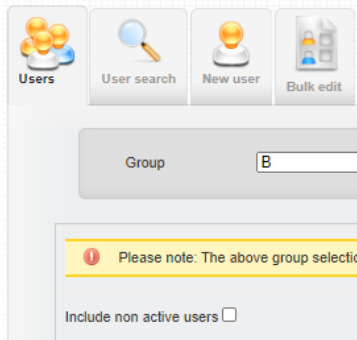 Users
User search
New user
Bulk edit
Group
B
Please note: The above group selectio
Include non active users